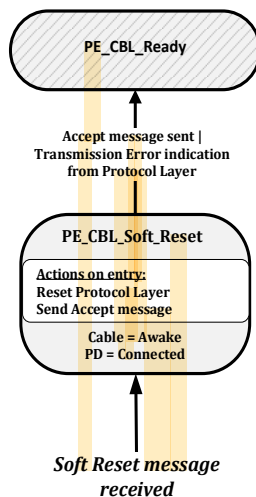 PE_CBL_Ready
Accept message sent |
Transmission Error indication
from Protocol Layer
PE_CBL_Soft_Reset
Actions on entry:
Reset Protocol Layer
Send Accept message
Cable = Awake
PD = Connected
Soft Reset message
received